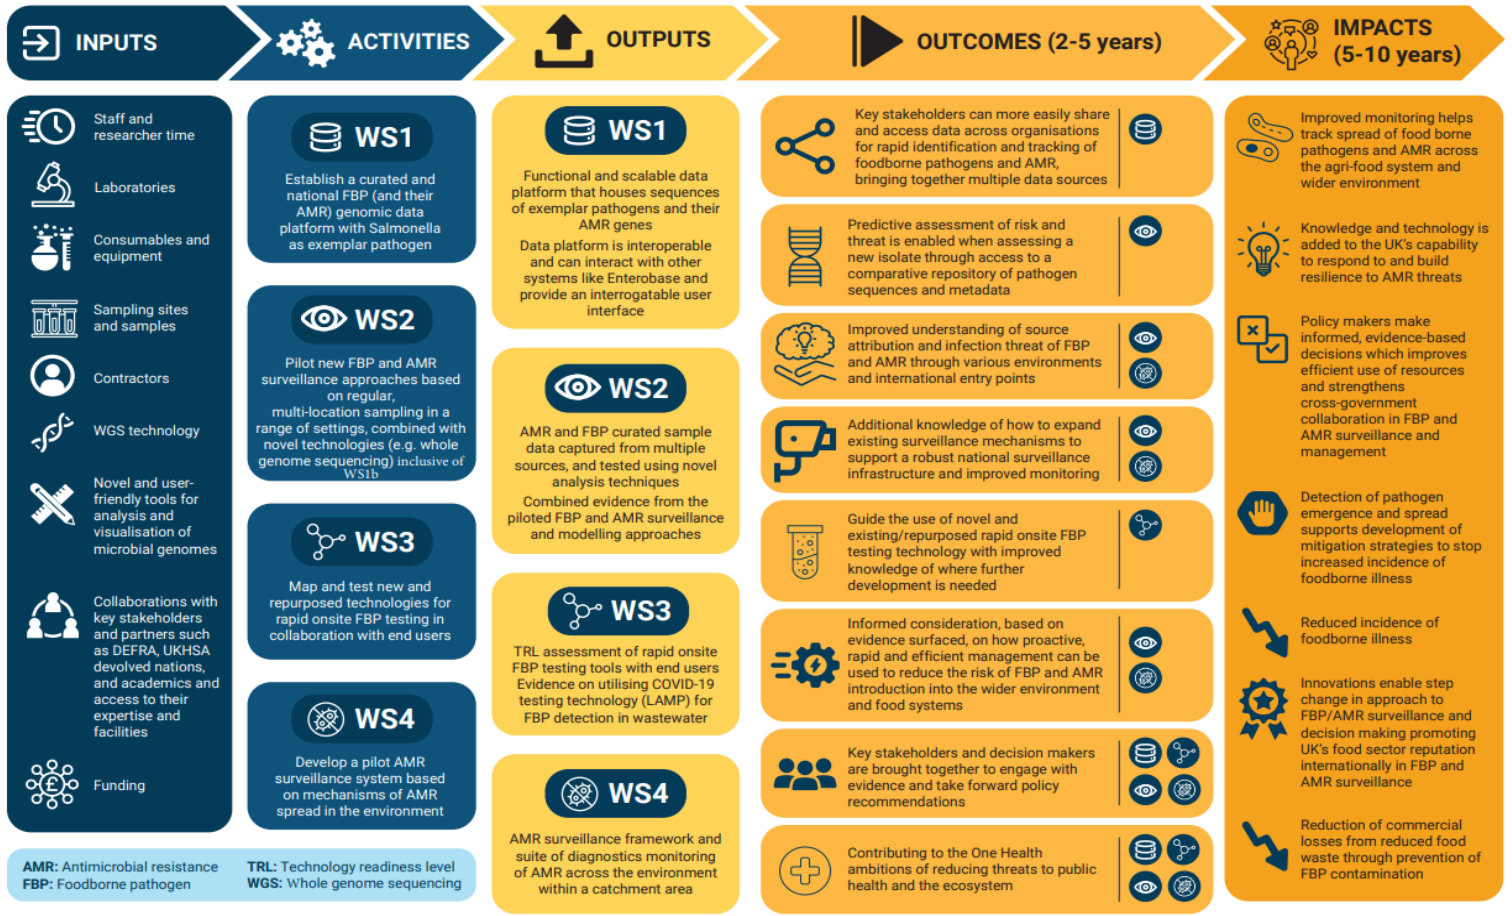 INPUTS
ACTIVITIES
OUTPUTS
OUTCOMES (2-5 years)
IMPACTS
(5-10 years)
Staff and
researcher time
Laboratories
Consumables and
equipment
Sampling sites
and samples
Contractors
WGS technology
Novel and user-
friendly tools for
analysis and
visualisation of
microbial genomes
Collaborations with
key stakeholders
and partners such
as DEFRA, UKHSA
devolved nations,
and academics and
access to their
expertise and
facilities
£
Funding
WS1
Establish a curated and
national FBP (and their
AMR) genomic data
platform with Salmonella
as exemplar pathogen
WS2
Pilot new FBP and AMR
surveillance approaches based
on regular,
multi-location sampling in a
range of settings, combined with
novel technologies (e.g. whole
genome sequencing) inclusive of
WS1b
WS3
Map and test new and
repurposed technologies for
rapid onsite FBP testing in
collaboration with end users
WS4
Develop a pilot AMR
surveillance system based
on mechanisms of AMR
spread in the environment
WS1
Functional and scalable data
platform that houses sequences
of exemplar pathogens and their
AMR genes
Data platform is interoperable
and can interact with other
systems like Enterobase and
provide an interrogatable user
interface
WS2
AMR and FBP curated sample
data captured from multiple
sources, and tested using novel
analysis techniques
Combined evidence from the
piloted FBP and AMR surveillance
and modelling approaches
WS3
TRL assessment of rapid onsite
FBP testing tools with end users
Evidence on utilising COVID-19
testing technology (LAMP) for
FBP detection in wastewater
WS4
AMR surveillance framework and
suite of diagnostics monitoring
of AMR across the environment
within a catchment area
Key stakeholders can more easily share
and access data across organisations
for rapid identification and tracking of
foodborne pathogens and AMR,
bringing together multiple data sources
Predictive assessment of risk and
threat is enabled when assessing a
new isolate through access to a
comparative repository of pathogen
sequences and metadata
Improved understanding of source
attribution and infection threat of FBP
and AMR through various environments
and international entry points
Additional knowledge of how to expand
existing surveillance mechanisms to
support a robust national surveillance
infrastructure and improved monitoring
Guide the use of novel and
existing/repurposed rapid onsite FBP
testing technology with improved
knowledge of where further
development is needed
Informed consideration, based on
evidence surfaced, on how proactive,
rapid and efficient management can be
used to reduce the risk of FBP and AMR
introduction into the wider environment
and food systems
Key stakeholders and decision makers
are brought together to engage with
evidence and take forward policy
recommendations
Contributing to the One Health
ambitions of reducing threats to public
health and the ecosystem
Improved monitoring helps
track spread of food borne
pathogens and AMR across
the agri-food system and
wider environment
Knowledge and technology is
added to the UK's capability
to respond to and build
resilience to AMR threats
Policy makers make
informed, evidence-based
decisions which improves
efficient use of resources
and strengthens
cross-government
collaboration in FBP and
AMR surveillance and
management
Detection of pathogen
emergence and spread
supports development of
mitigation strategies to stop
increased incidence of
foodborne illness
Reduced incidence of
foodborne illness
Innovations enable step
change in approach to
FBP/AMR surveillance and
decision making promoting
UK's food sector reputation
internationally in FBP and
AMR surveillance
Reduction of commercial
losses from reduced food
waste through prevention of
FBP contamination
AMR: Antimicrobial resistance
FBP: Foodborne pathogen
TRL: Technology readiness level
WGS: Whole genome sequencing